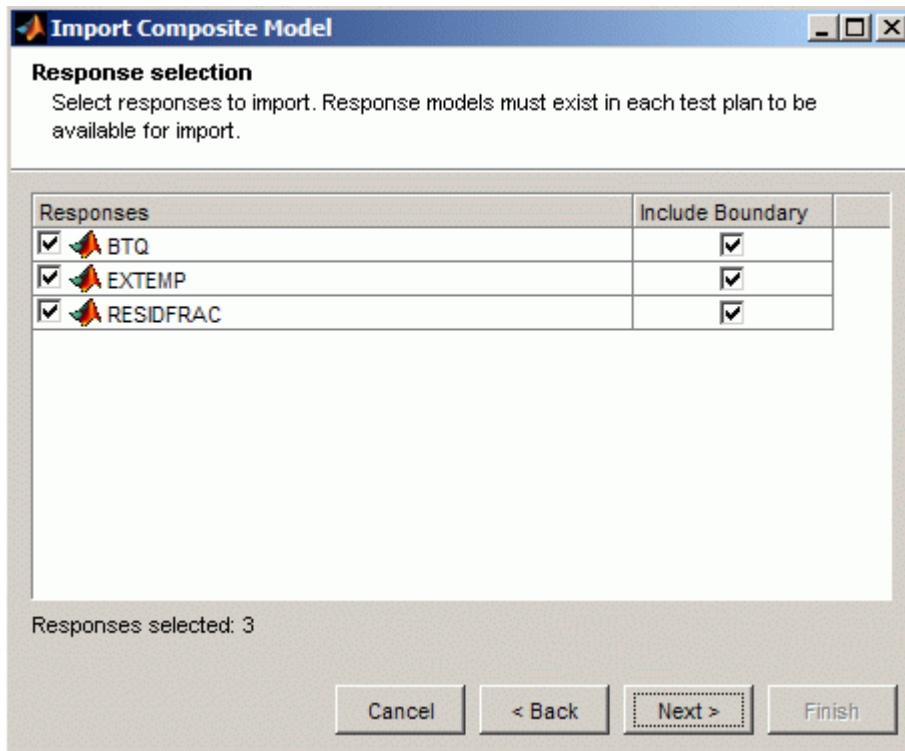 Import Composite Model
Response selection
Select responses to import. Response models must exist in each test plan to be
available for import.
Responses Include Boundary
BTQ
EXTEMP
RESIDFRAC
Responses selected: 3
Cancel < Back Next > Finish